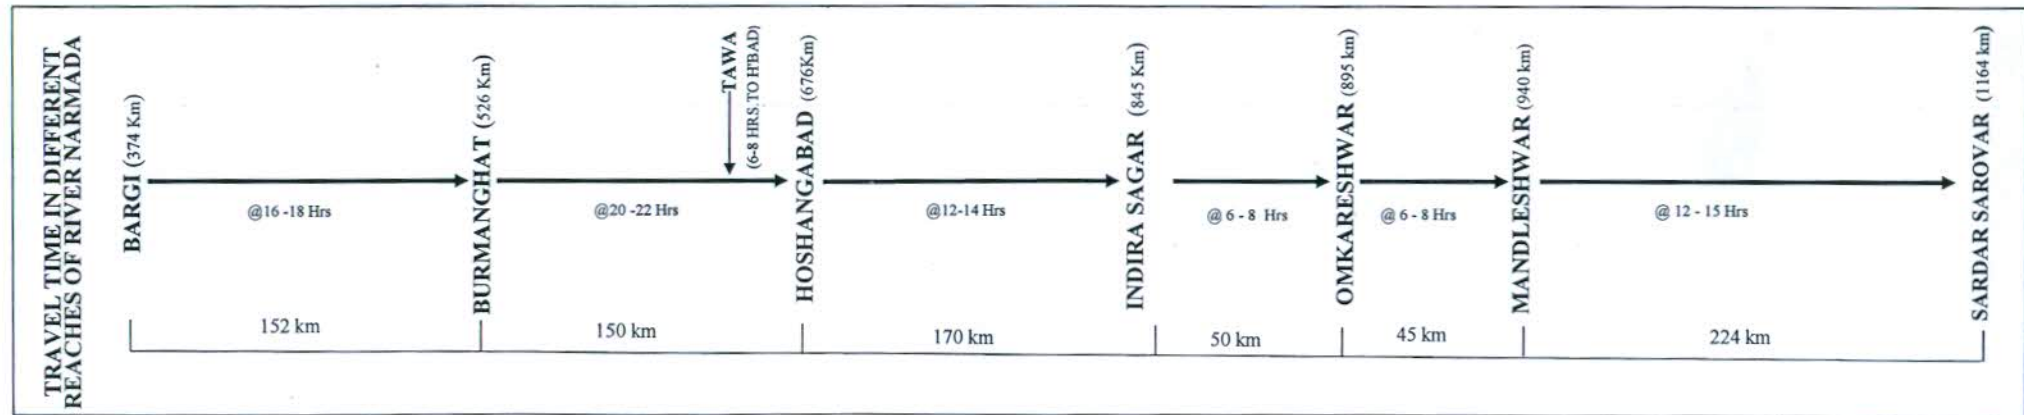 TRAVEL TIME IN DIFFERENT
REACHES OF RIVER NARMADA
BARGI (374 Km)
@16 -18 Hrs
152 km
BURMANGHAT (526 Km)
@20 -22 Hrs
150 km
TAWA
(6-8 HRS.TO H'BAD)
HOSHANGABAD (676Km)
@12-14 Hrs
170 km
INDIRA SAGAR (845 Km)
@ 6 - 8 Hrs
50 km
OMKARESHWAR (895 km)
@ 6 - 8 Hrs
45 km
MANDLESHWAR (940 km)
@ 12 - 15 Hrs
224 km
SARDAR SAROVAR (1164 km)